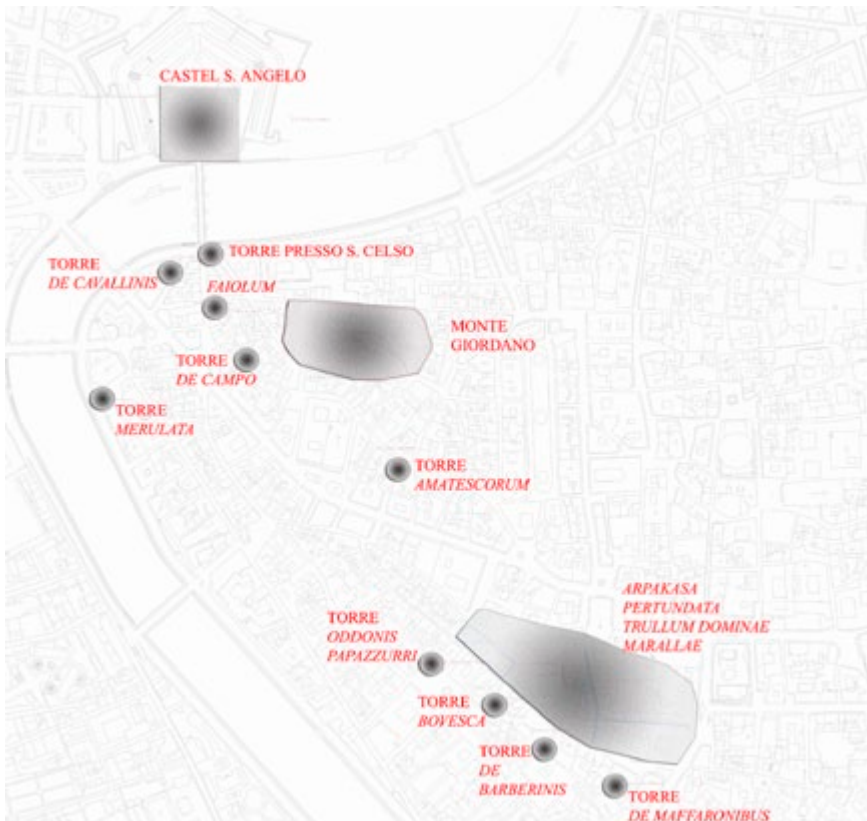 CASTEL S. ANGELO
TORRE PRESSO S. CELSO
TORRE
DE CAVALLINIS
FAIOLUM
MONTE
GIORDANO
TORRE
DE CAMPO
TORRE
MERULATA
TORRE
AMATESCORUM
ARPAKASA
PERTUNDATA
TRULLUM DOMINAE
MARALLAE
TORRE
ODDONIS
PAPAZZURRI
TORRE
BOVESCA
TORRE
DE
BARBERINIS
TORRE
DE MAFFARONIBUS